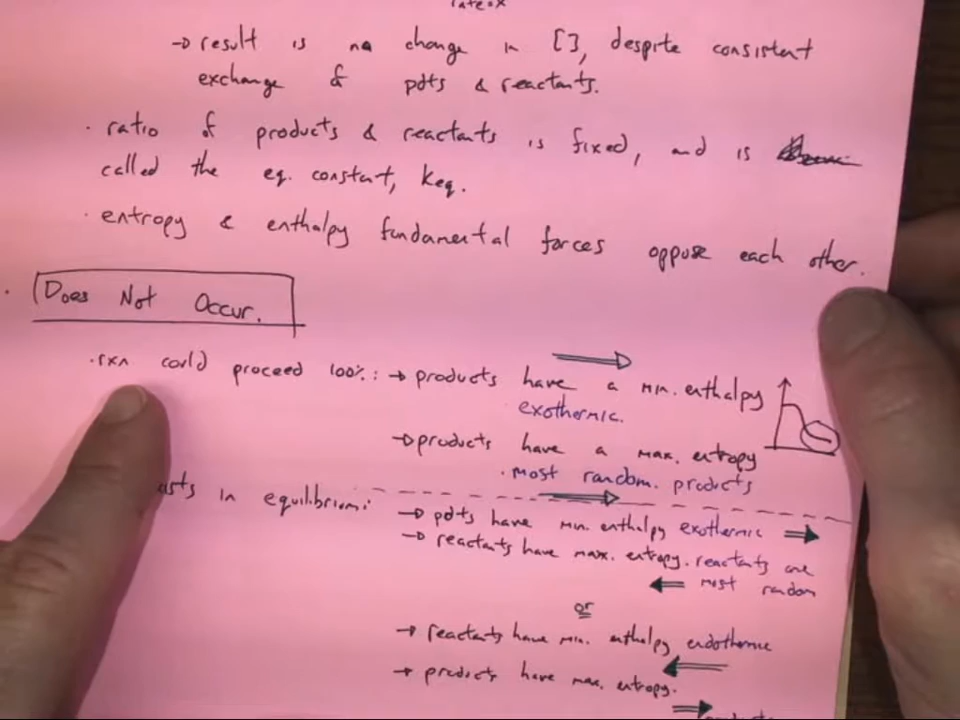 rate = x
→ result is no change in [], despite consistent
exchange of pdts & reactants.
· ratio of products & reactants is fixed, and is
called the eq. constant, Keq.
· entropy & enthalpy fundamental forces oppose each other.
· Does Not Occur.
· rxn could proceed 100%: → products have a min. enthalpy
exothermic.
→ products have a max. entropy
· most random. products
in equilibrium:
→ pdts have min. enthalpy exothermic →
→ reactants have max. entropy. reactants are
← most random
or
→ reactants have min. enthalpy endothermic
←
→ products have max. entropy.
→ products